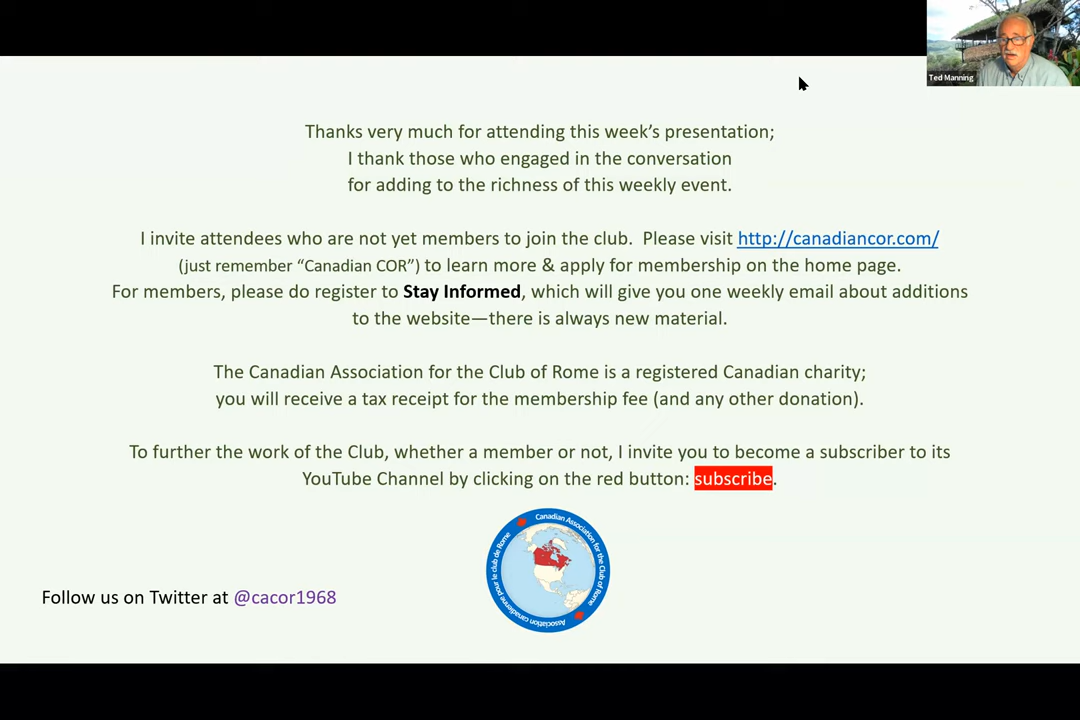 Ted Manning
Thanks very much for attending this week's presentation;
I thank those who engaged in the conversation
for adding to the richness of this weekly event.
I invite attendees who are not yet members to join the club.  Please visit http://canadiancor.com/
(just remember “Canadian COR”) to learn more & apply for membership on the home page.
For members, please do register to Stay Informed, which will give you one weekly email about additions
to the website—there is always new material.
The Canadian Association for the Club of Rome is a registered Canadian charity;
you will receive a tax receipt for the membership fee (and any other donation).
To further the work of the Club, whether a member or not, I invite you to become a subscriber to its
YouTube Channel by clicking on the red button: subscribe.
Canadian Association for the Club of Rome
Association canadienne pour le club de Rome
Follow us on Twitter at @cacor1968